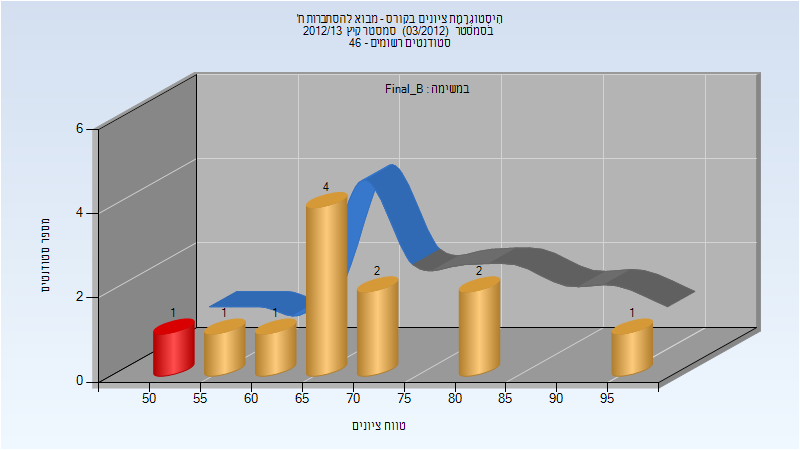 היסטוגרמת ציונים בקורס - מבוא להסתברות ח'
בסמסטר (03/2012) סמסטר קיץ 2012/13
סטודנטים רשומים - 46
במשימה : Final_B
מספר סטודנטים
6
4
2
0
1
1
1
4
2
2
1
50 55 60 65 70 75 80 85 90 95
טווח ציונים